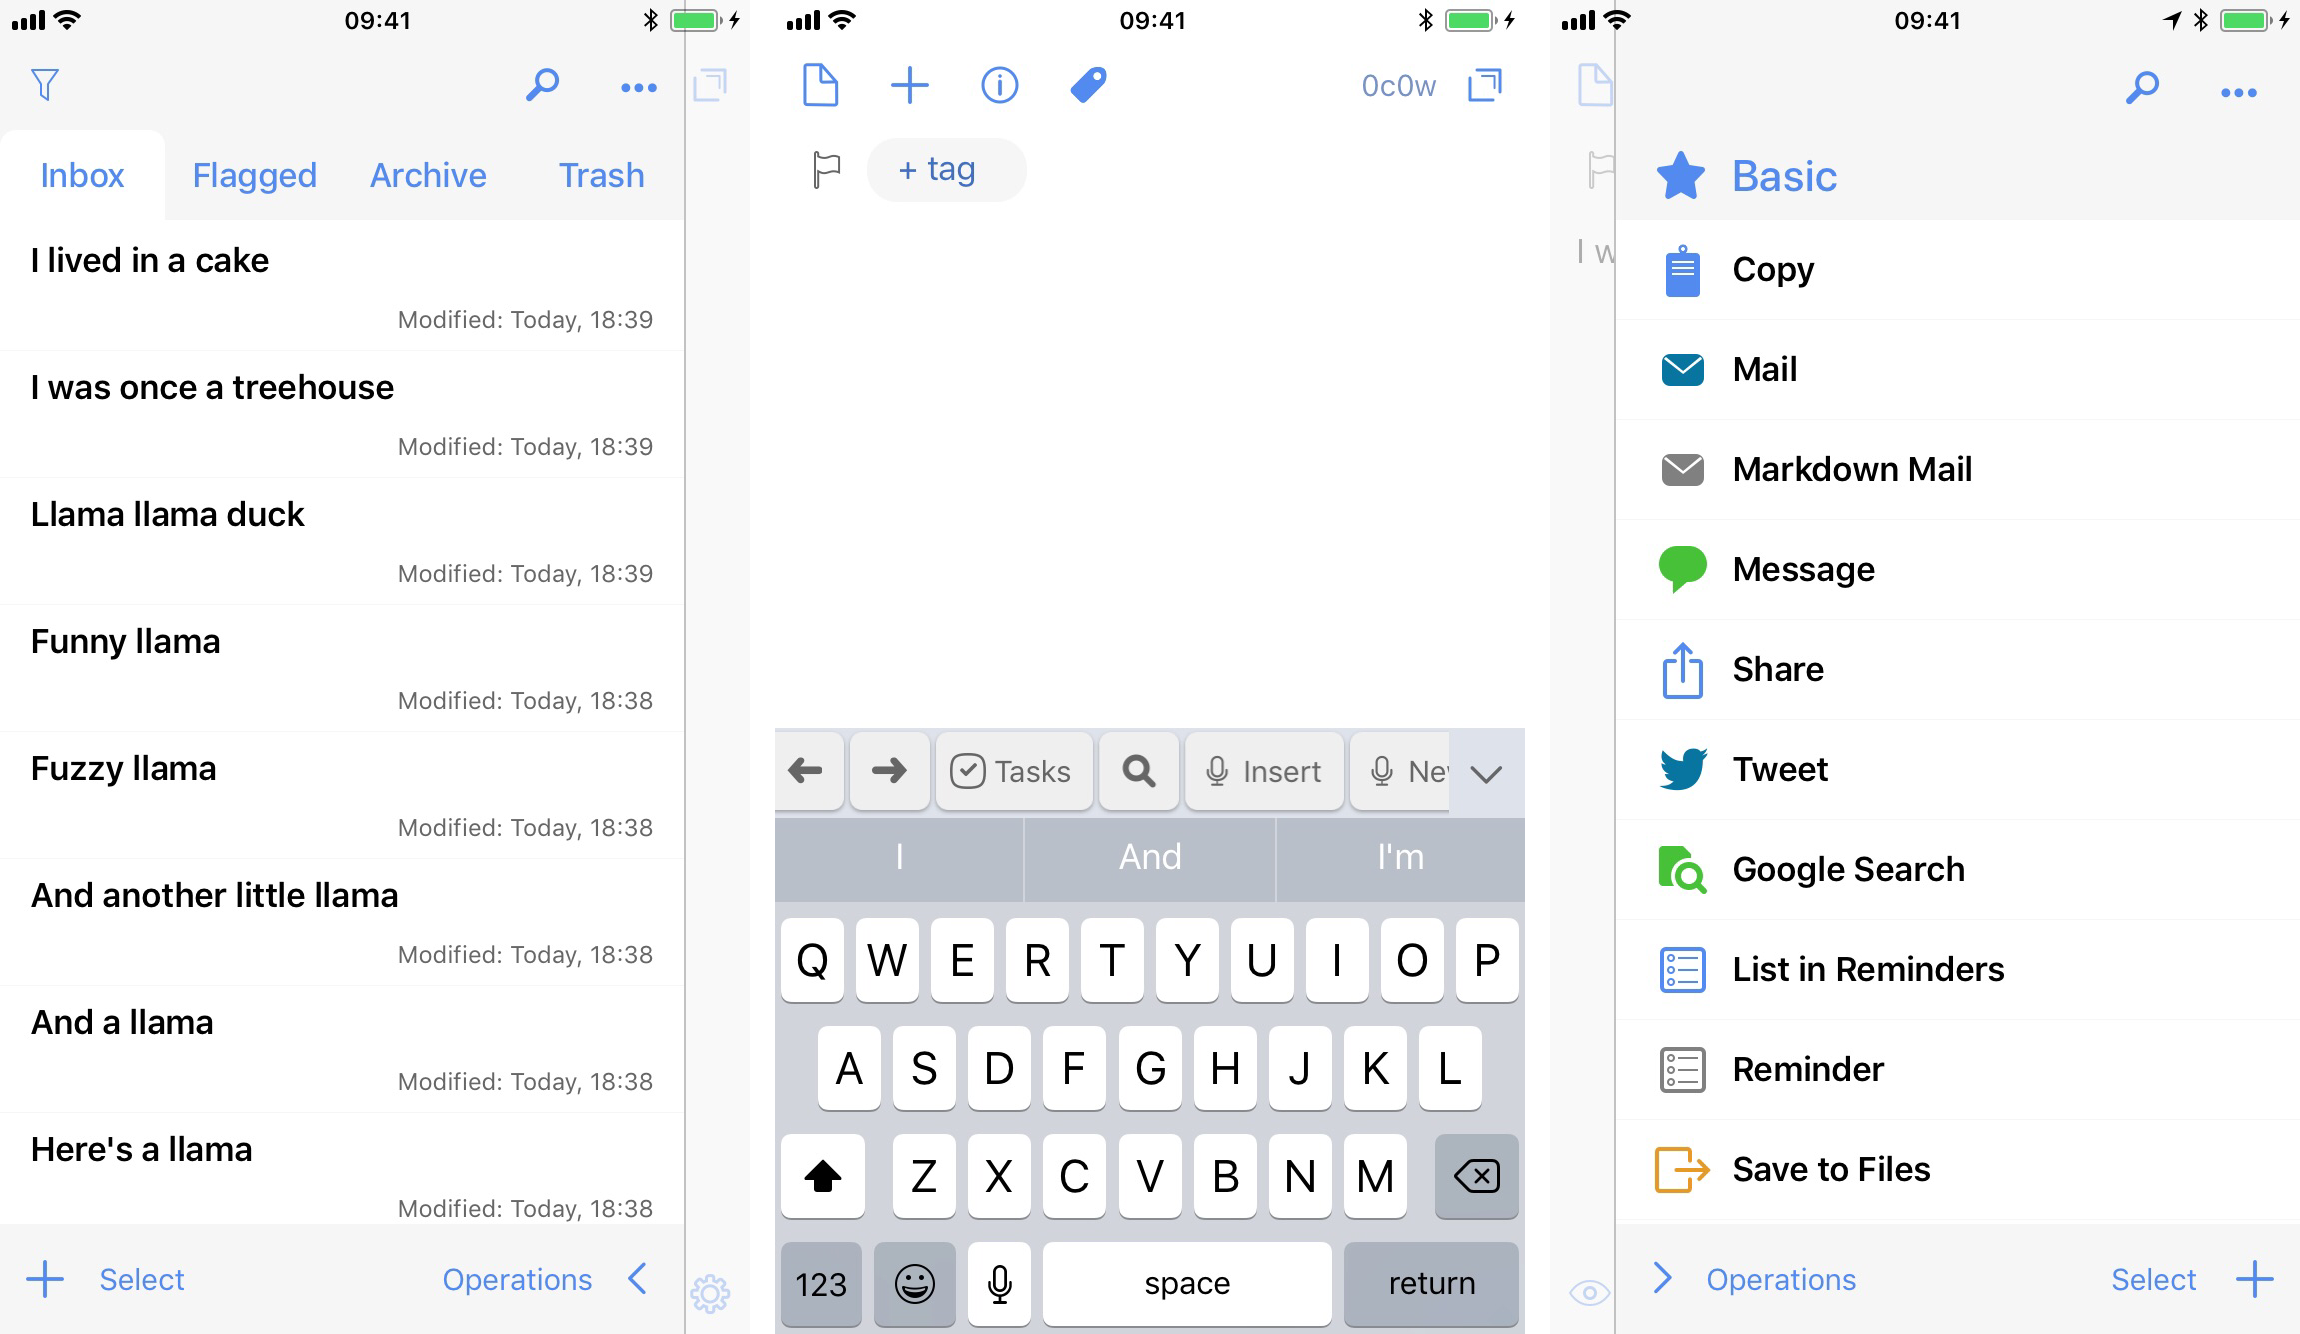 09:41
Inbox Flagged Archive Trash
I lived in a cake
Modified: Today, 18:39
I was once a treehouse
Modified: Today, 18:39
Llama llama duck
Modified: Today, 18:39
Funny llama
Modified: Today, 18:38
Fuzzy llama
Modified: Today, 18:38
And another little llama
Modified: Today, 18:38
And a llama
Modified: Today, 18:38
Here's a llama
Modified: Today, 18:38
Select Operations
09:41
0c0w
+ tag
Tasks Insert
I And I'm
Q W E R T Y U I O P
A S D F G H J K L
Z X C V B N M
123 space return
09:41
Basic
I w
Copy
Mail
Markdown Mail
Message
Share
Tweet
Google Search
List in Reminders
Reminder
Save to Files
Operations Select